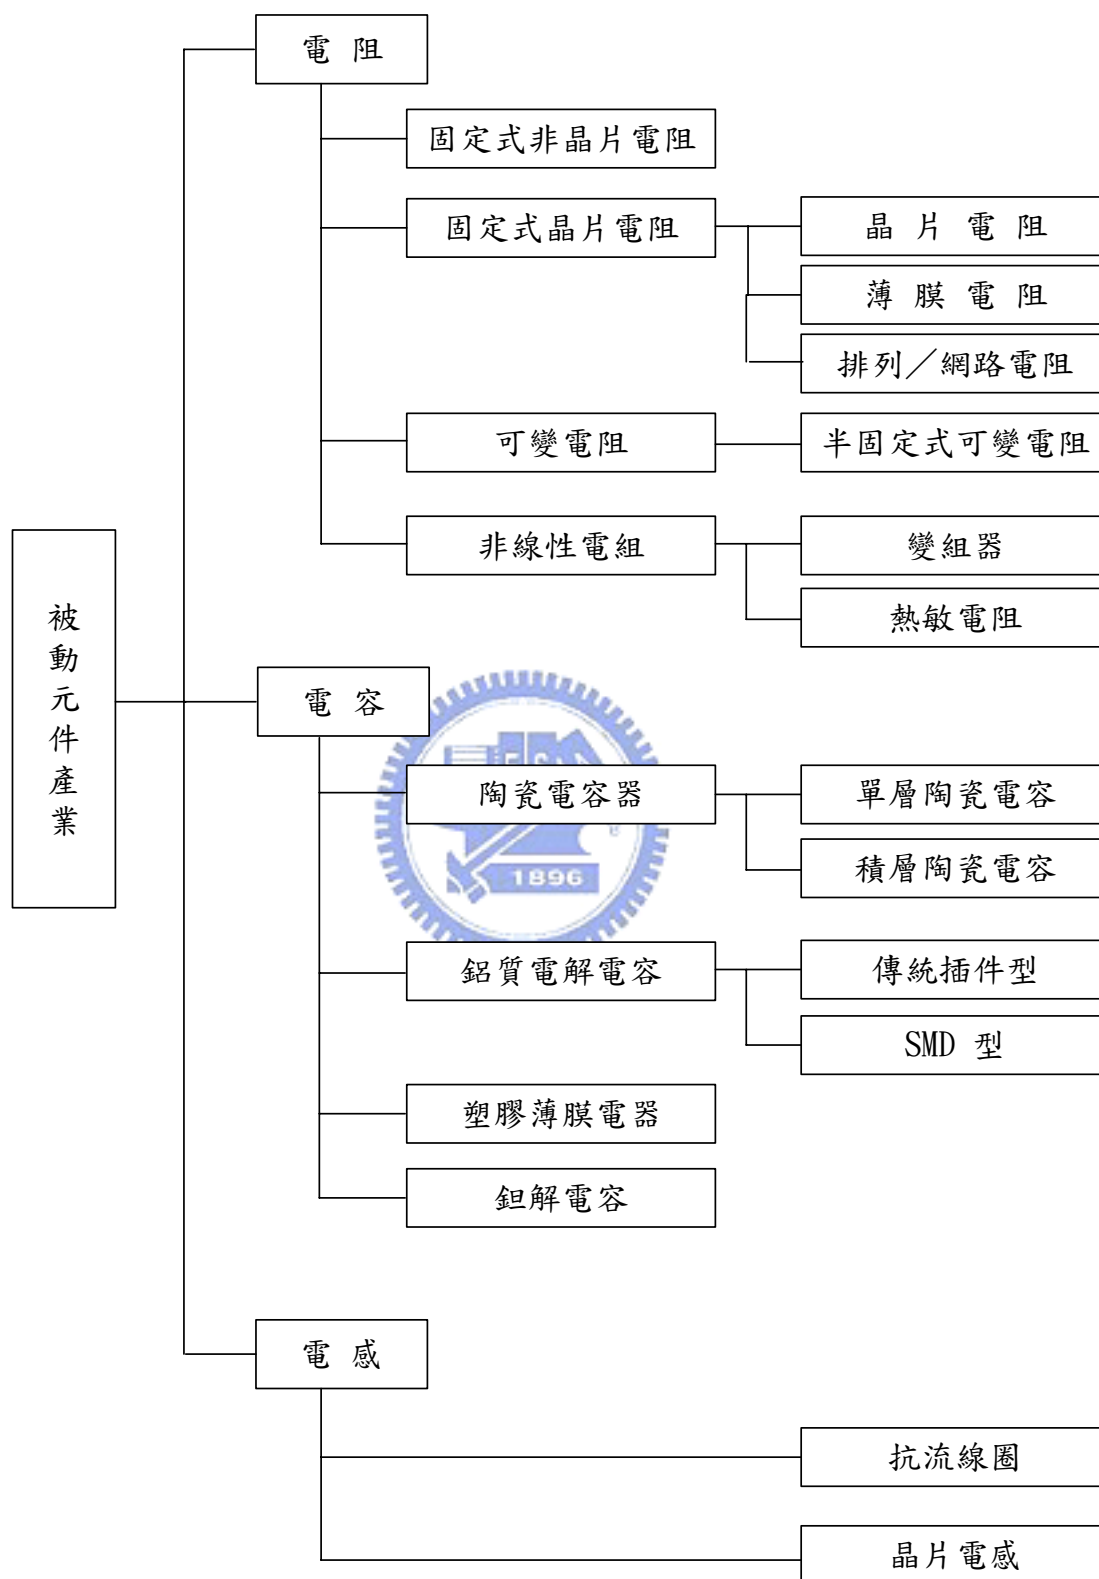 電 阻
固定式非晶片電阻
固定式晶片電阻
晶 片 電 阻
薄 膜 電 阻
排列／網路電阻
可變電阻
半固定式可變電阻
非線性電組
變組器
熱敏電阻
被動元件產業
電 容
陶瓷電容器
單層陶瓷電容
積層陶瓷電容
1896
鋁質電解電容
傳統插件型
SMD 型
塑膠薄膜電器
鉭解電容
電 感
抗流線圈
晶片電感